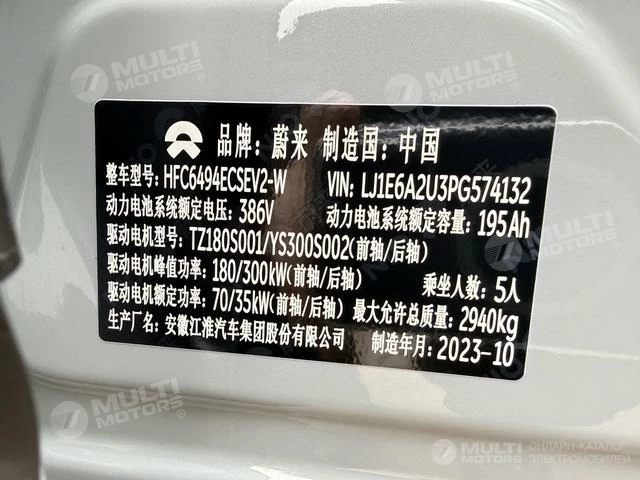 品牌：蔚来 制造国：中国
整车型号：HFC6494ECSEV2-W VIN: LJ1E6A2U3PG574132
动力电池系统额定电压：386V 动力电池系统额定容量：195Ah
驱动电机型号：TZ180S001/YS300S002(前轴/后轴)
驱动电机峰值功率：180/300kW(前轴/后轴) 乘坐人数：5人
驱动电机额定功率：70/35kW(前轴/后轴) 最大允许总质量：2940kg
生产厂名：安徽江淮汽车集团股份有限公司 制造年月：2023-10
MULTI MOTORS
MULTI MOTORS
MULTI MOTORS
MULTI MOTORS
MULTI MOTORS
ОНЛАЙН-КАТАЛОГ
ЭЛЕКТРОМОБИЛЕЙ